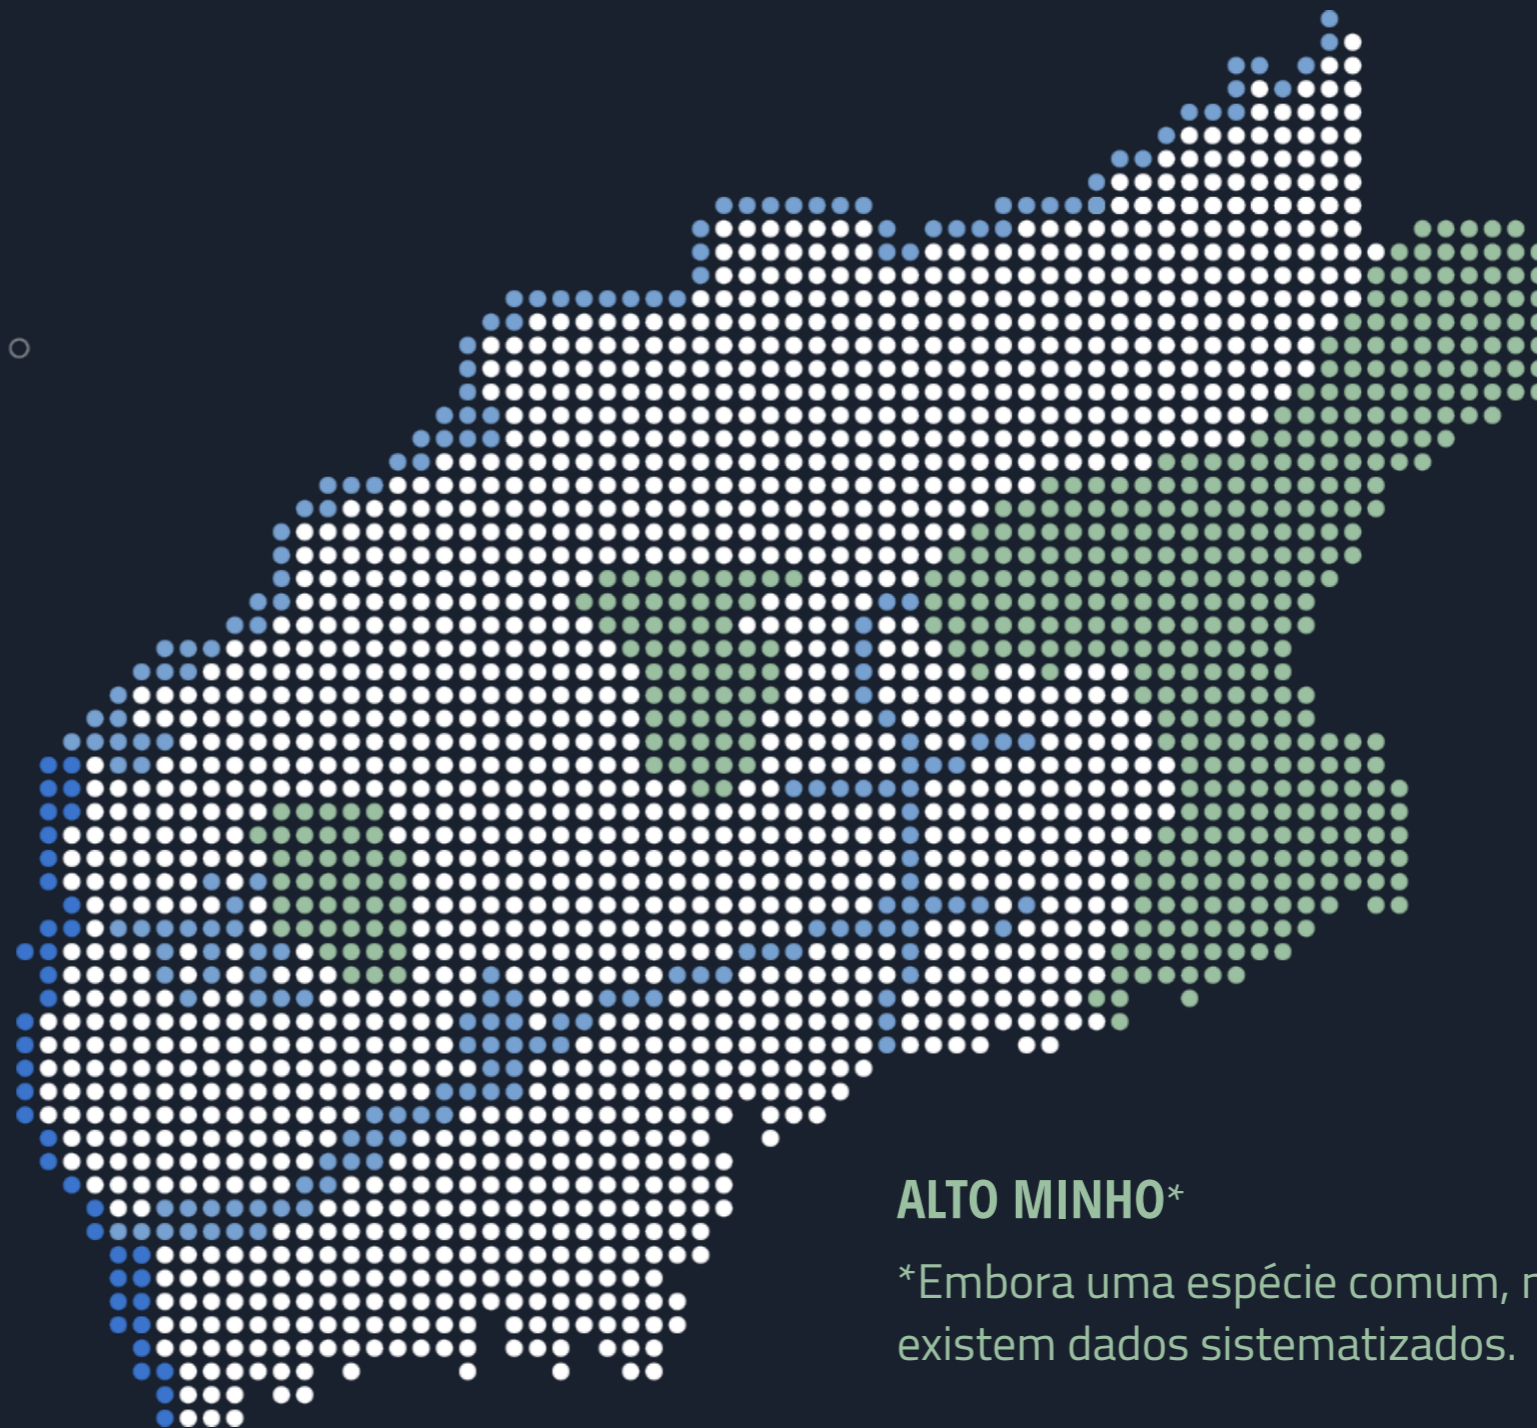 ALTO MINHO*
*Embora uma espécie comum,
existem dados sistematizados.